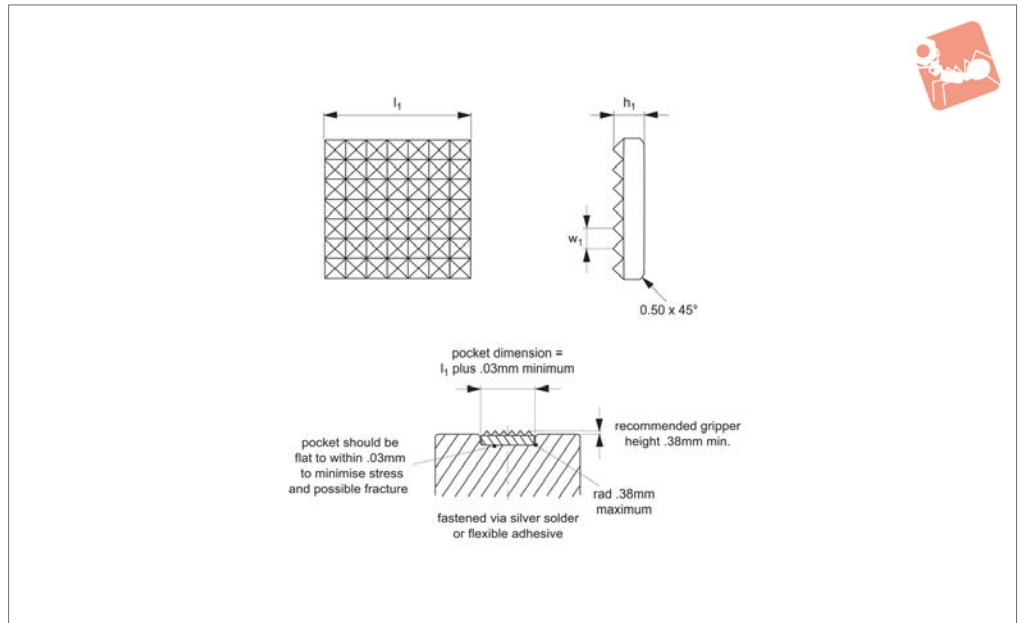 l₁
h₁
w₁
0.50 x 45°
pocket dimension =
l₁ plus .03mm minimum
recommended gripper
height .38mm min.
pocket should be
flat to within .03mm
to minimise stress
and possible fracture
rad .38mm
maximum
fastened via silver solder
or flexible adhesive